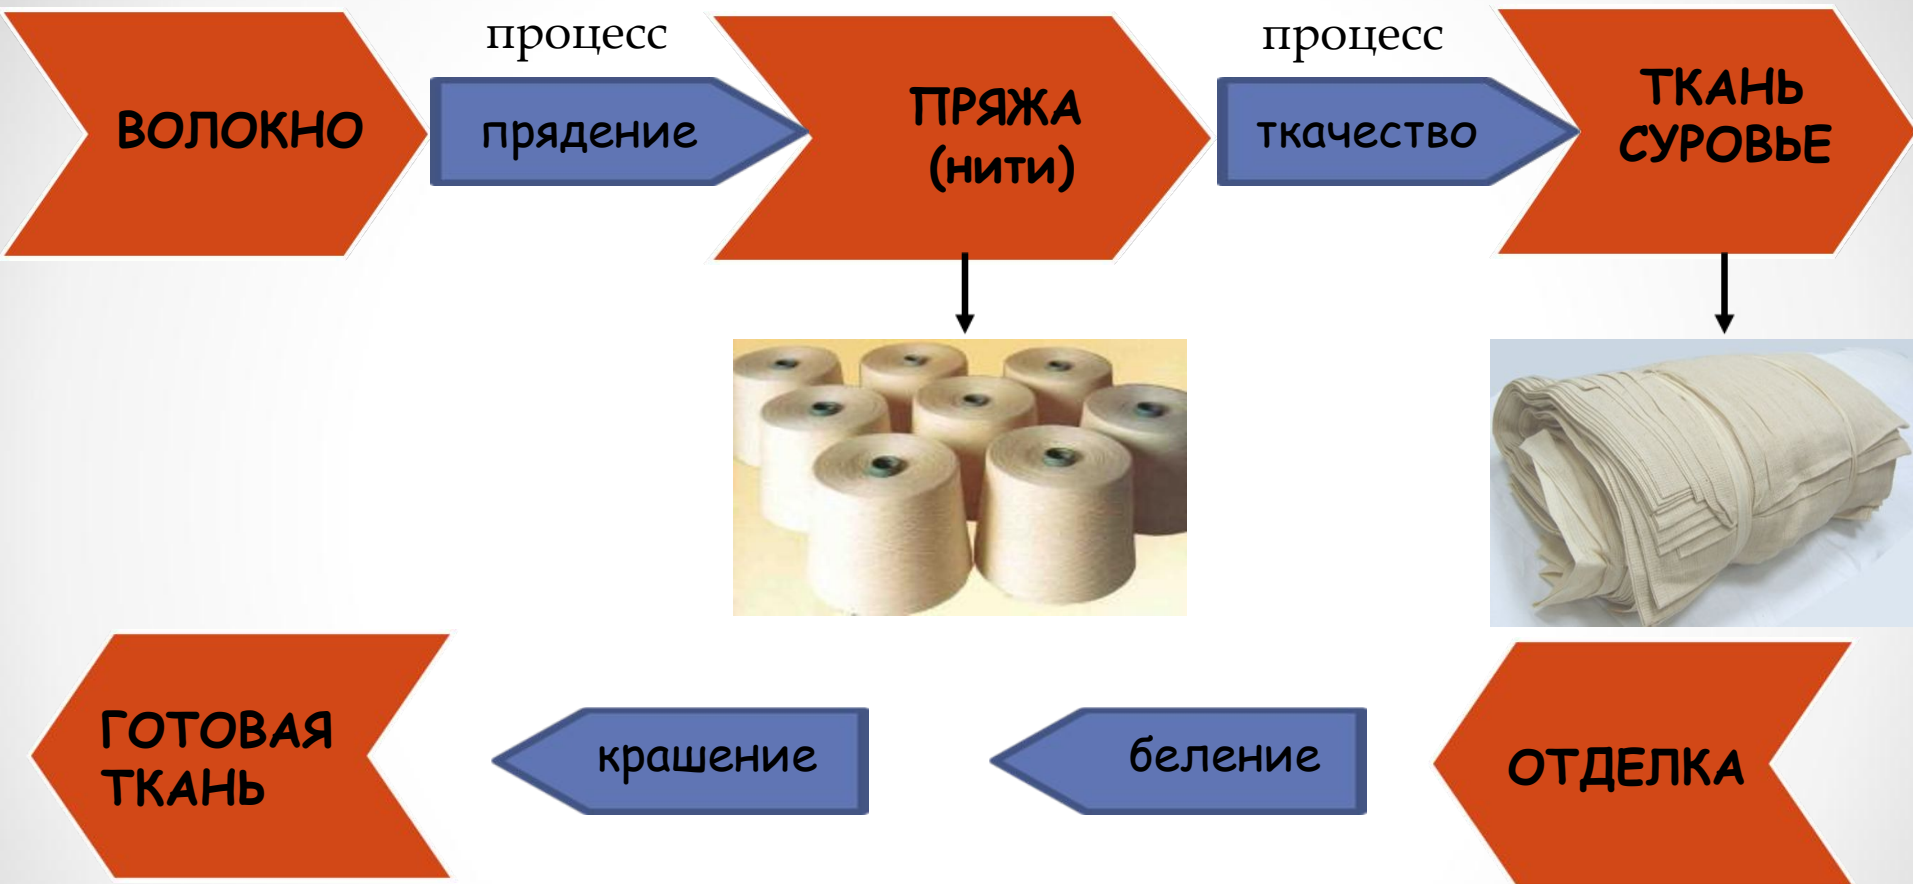 процесс
процесс
ВОЛОКНО
прядение
ПРЯЖА
(нити)
ткачество
ТКАНЬ
СУРОВЬЕ
ГОТОВАЯ
ТКАНЬ
крашение
беление
ОТДЕЛКА